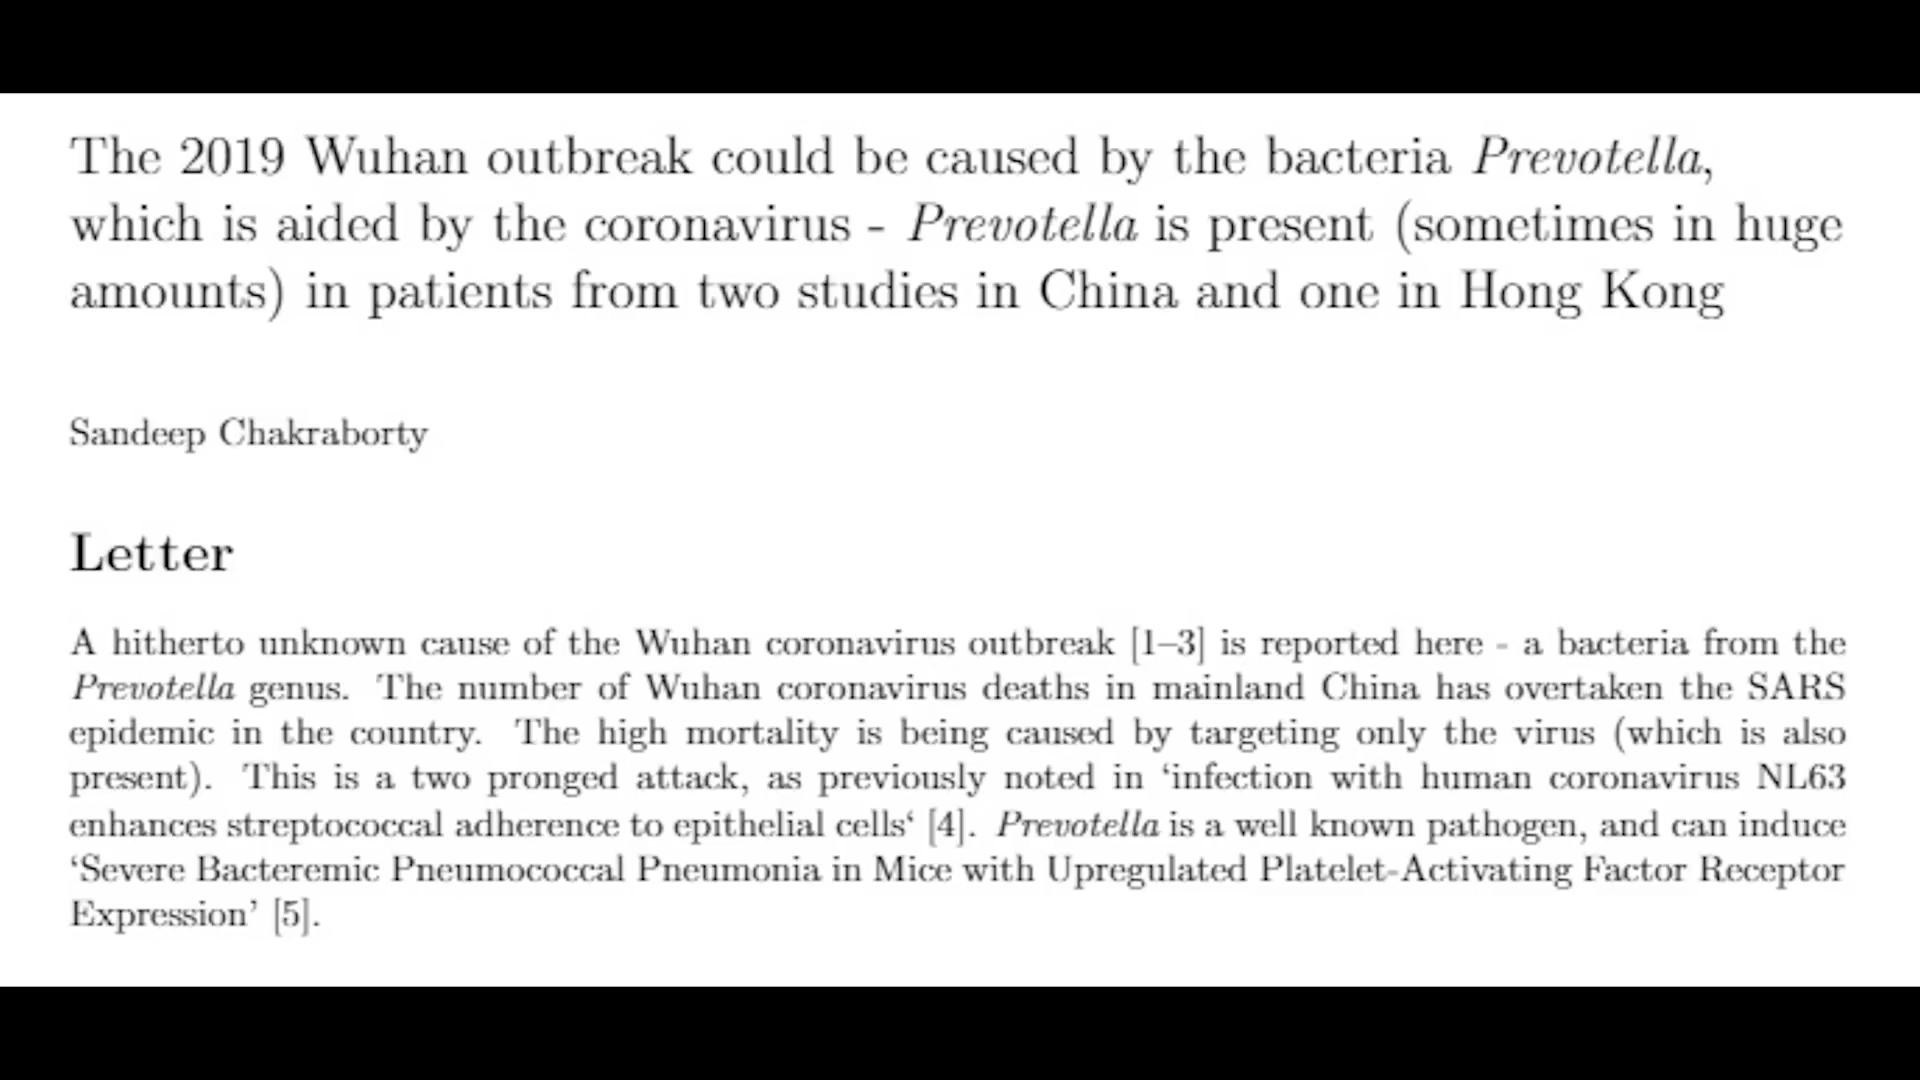 The 2019 Wuhan outbreak could be caused by the bacteria Prevotella,
which is aided by the coronavirus - Prevotella is present (sometimes in huge
amounts) in patients from two studies in China and one in Hong Kong
Sandeep Chakraborty
Letter
A hitherto unknown cause of the Wuhan coronavirus outbreak [1–3] is reported here - a bacteria from the
Prevotella genus. The number of Wuhan coronavirus deaths in mainland China has overtaken the SARS
epidemic in the country. The high mortality is being caused by targeting only the virus (which is also
present). This is a two pronged attack, as previously noted in ‘infection with human coronavirus NL63
enhances streptococcal adherence to epithelial cells‘ [4]. Prevotella is a well known pathogen, and can induce
‘Severe Bacteremic Pneumococcal Pneumonia in Mice with Upregulated Platelet-Activating Factor Receptor
Expression’ [5].